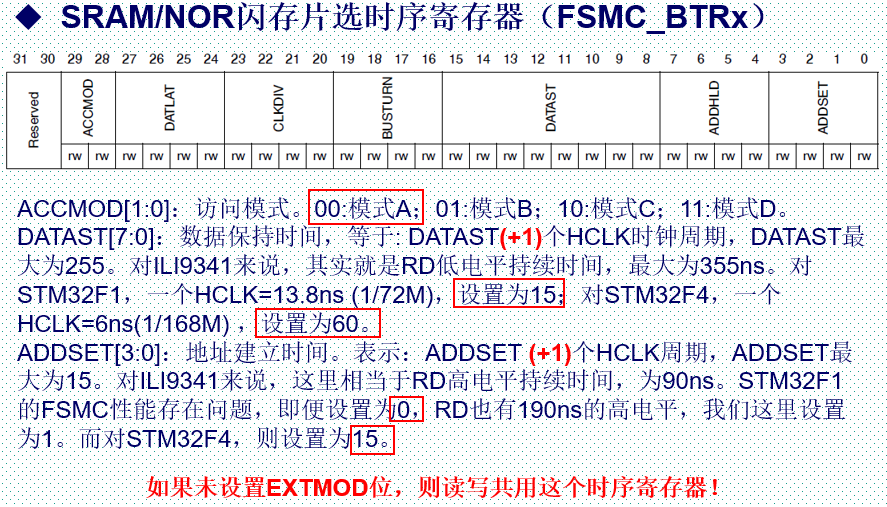 ◆ SRAM/NOR闪存片选时序寄存器（FSMC_BTRx）
31 30 29 28 27 26 25 24 23 22 21 20 19 18 17 16 15 14 13 12 11 10 9 8 7 6 5 4 3 2 1 0
Reserved ACCMOD DATLAT CLKDIV BUSTURN DATAST ADDHLD ADDSET
rw rw rw rw rw rw rw rw rw rw rw rw rw rw rw rw rw rw rw rw rw rw rw rw rw rw rw rw rw rw
ACCMOD[1:0]：访问模式。00:模式A；01:模式B；10:模式C；11:模式D。
DATAST[7:0]：数据保持时间，等于: DATAST(+1)个HCLK时钟周期，DATAST最
大为255。对ILI9341来说，其实就是RD低电平持续时间，最大为355ns。对
STM32F1，一个HCLK=13.8ns (1/72M)，设置为15；对STM32F4，一个
HCLK=6ns(1/168M) ，设置为60。
ADDSET[3:0]：地址建立时间。表示：ADDSET (+1)个HCLK周期，ADDSET最
大为15。对ILI9341来说，这里相当于RD高电平持续时间，为90ns。STM32F1
的FSMC性能存在问题，即便设置为0，RD也有190ns的高电平，我们这里设置
为1。而对STM32F4，则设置为15。
如果未设置EXTMOD位，则读写共用这个时序寄存器！